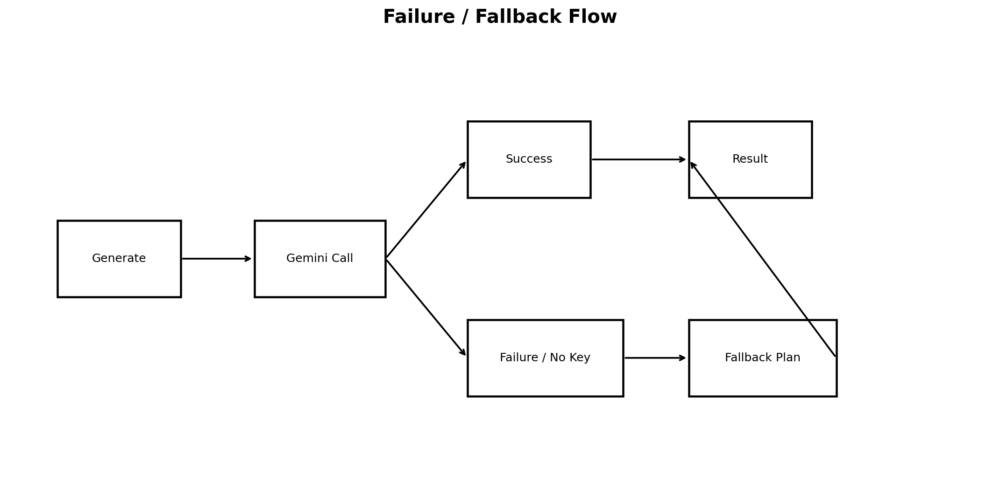 Failure / Fallback Flow
Success
Result
Generate
Gemini Call
Failure / No Key
Fallback Plan